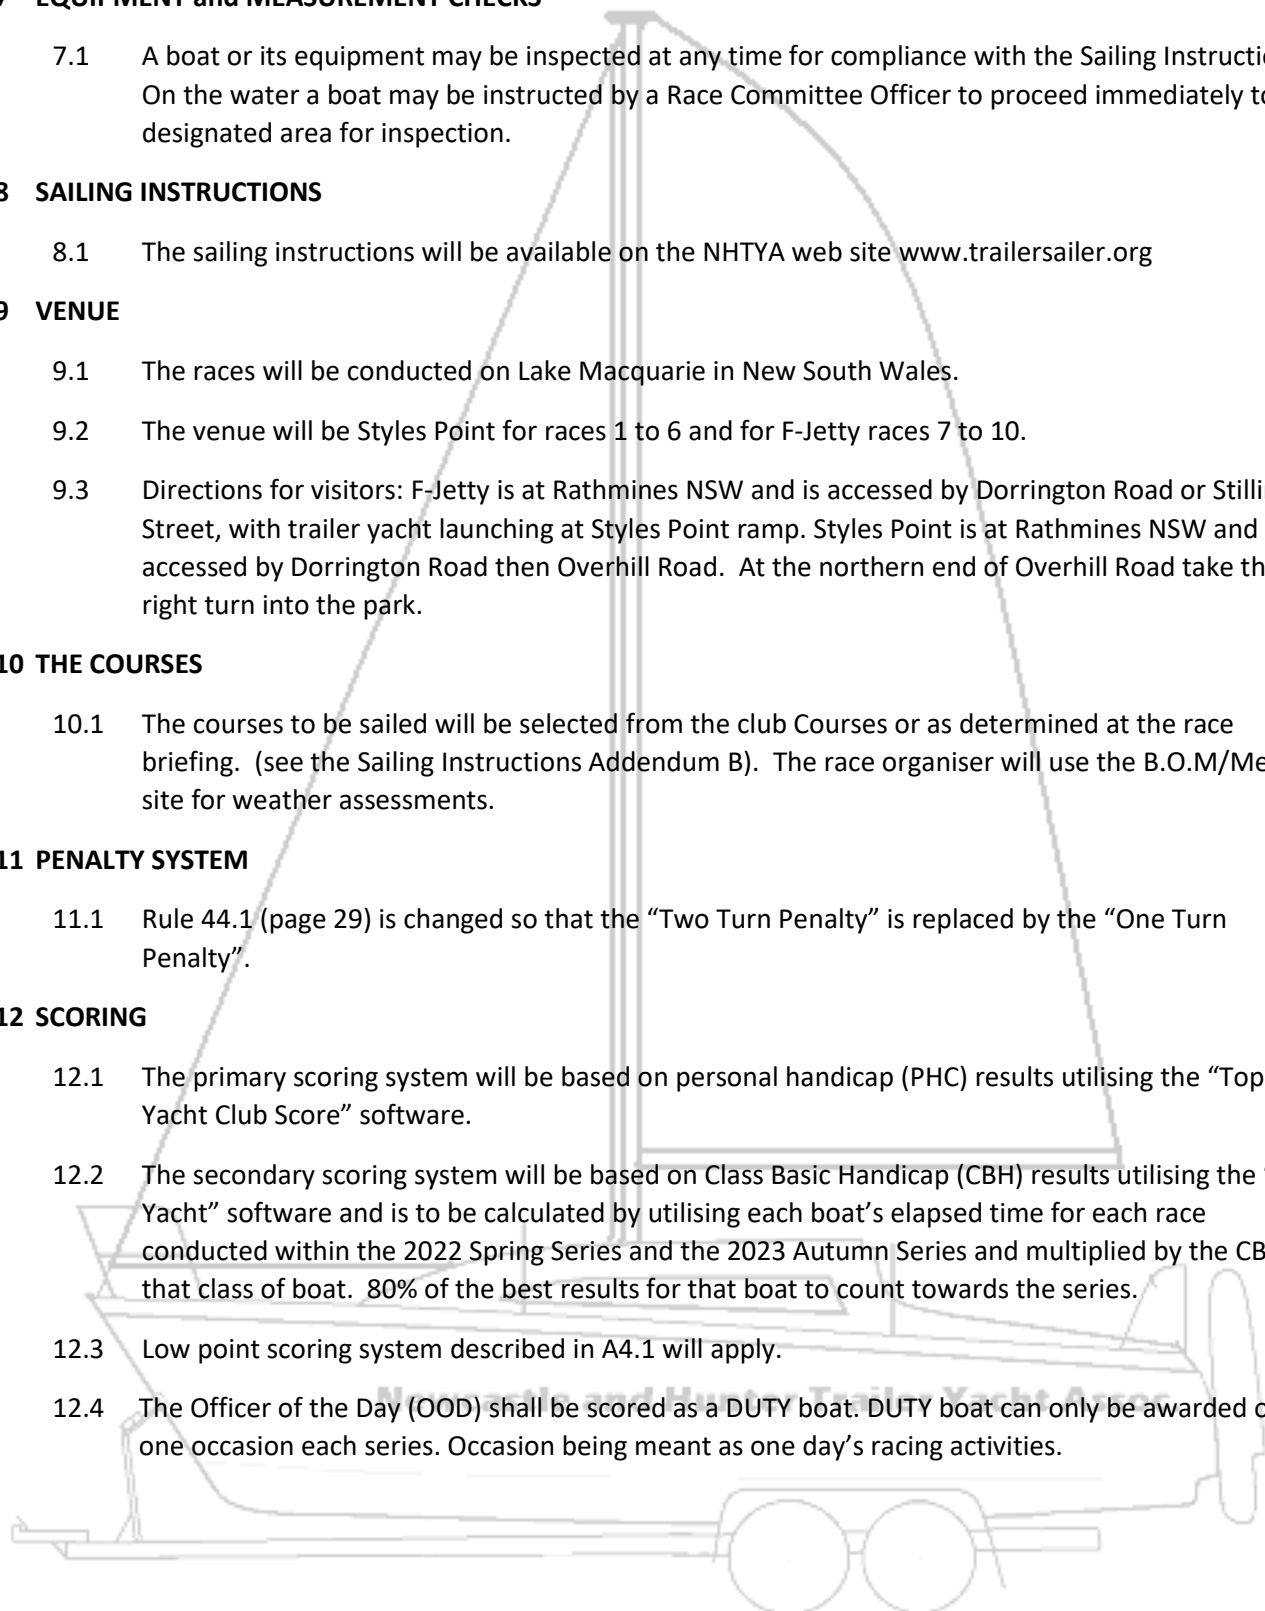 EQUIPMENT and MEASUREMENT CHECKS
7.1 A boat or its equipment may be inspected at any time for compliance with the Sailing Instructi
On the water a boat may be instructed by a Race Committee Officer to proceed immediately to
designated area for inspection.
8 SAILING INSTRUCTIONS
8.1 The sailing instructions will be available on the NHTYA web site www.trailersailer.org
9 VENUE
9.1 The races will be conducted on Lake Macquarie in New South Wales.
9.2 The venue will be Styles Point for races 1 to 6 and for F-Jetty races 7 to 10.
9.3 Directions for visitors: F-Jetty is at Rathmines NSW and is accessed by Dorrington Road or Stilli
Street, with trailer yacht launching at Styles Point ramp. Styles Point is at Rathmines NSW and
accessed by Dorrington Road then Overhill Road. At the northern end of Overhill Road take th
right turn into the park.
10 THE COURSES
10.1 The courses to be sailed will be selected from the club Courses or as determined at the race
briefing. (see the Sailing Instructions Addendum B). The race organiser will use the B.O.M/Me
site for weather assessments.
11 PENALTY SYSTEM
11.1 Rule 44.1 (page 29) is changed so that the “Two Turn Penalty” is replaced by the “One Turn
Penalty”.
12 SCORING
12.1 The primary scoring system will be based on personal handicap (PHC) results utilising the “Top
Yacht Club Score” software.
12.2 The secondary scoring system will be based on Class Basic Handicap (CBH) results utilising the
Yacht” software and is to be calculated by utilising each boat’s elapsed time for each race
conducted within the 2022 Spring Series and the 2023 Autumn Series and multiplied by the CB
that class of boat. 80% of the best results for that boat to count towards the series.
12.3 Low point scoring system described in A4.1 will apply.
Newcastle and Hunter Trailer Yacht Assoc
12.4 The Officer of the Day (OOD) shall be scored as a DUTY boat. DUTY boat can only be awarded o
one occasion each series. Occasion being meant as one day’s racing activities.